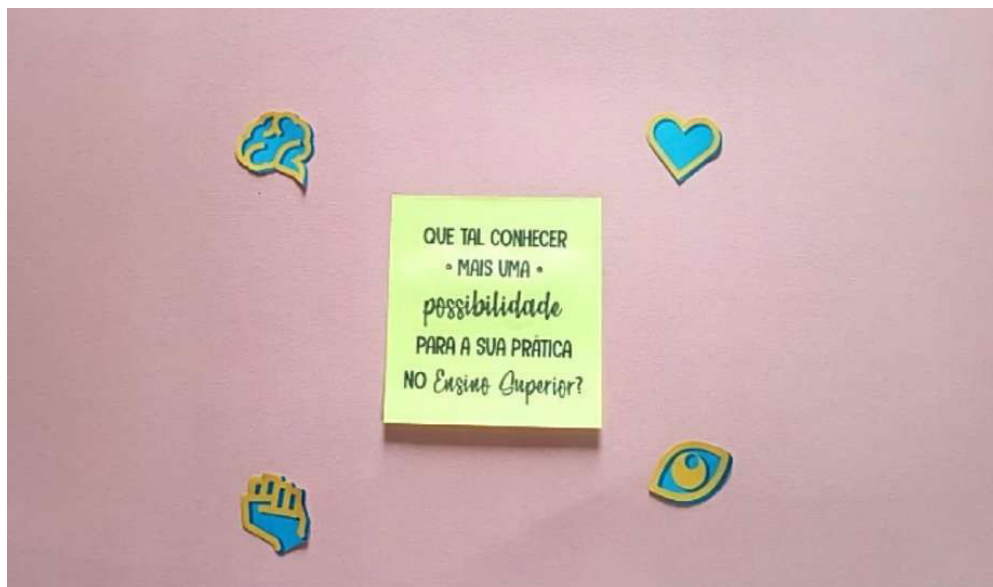 QUE TAL CONHECER
• MAIS UMA •
possibilidade
PARA A SUA PRÁTICA
NO Ensino Superior?